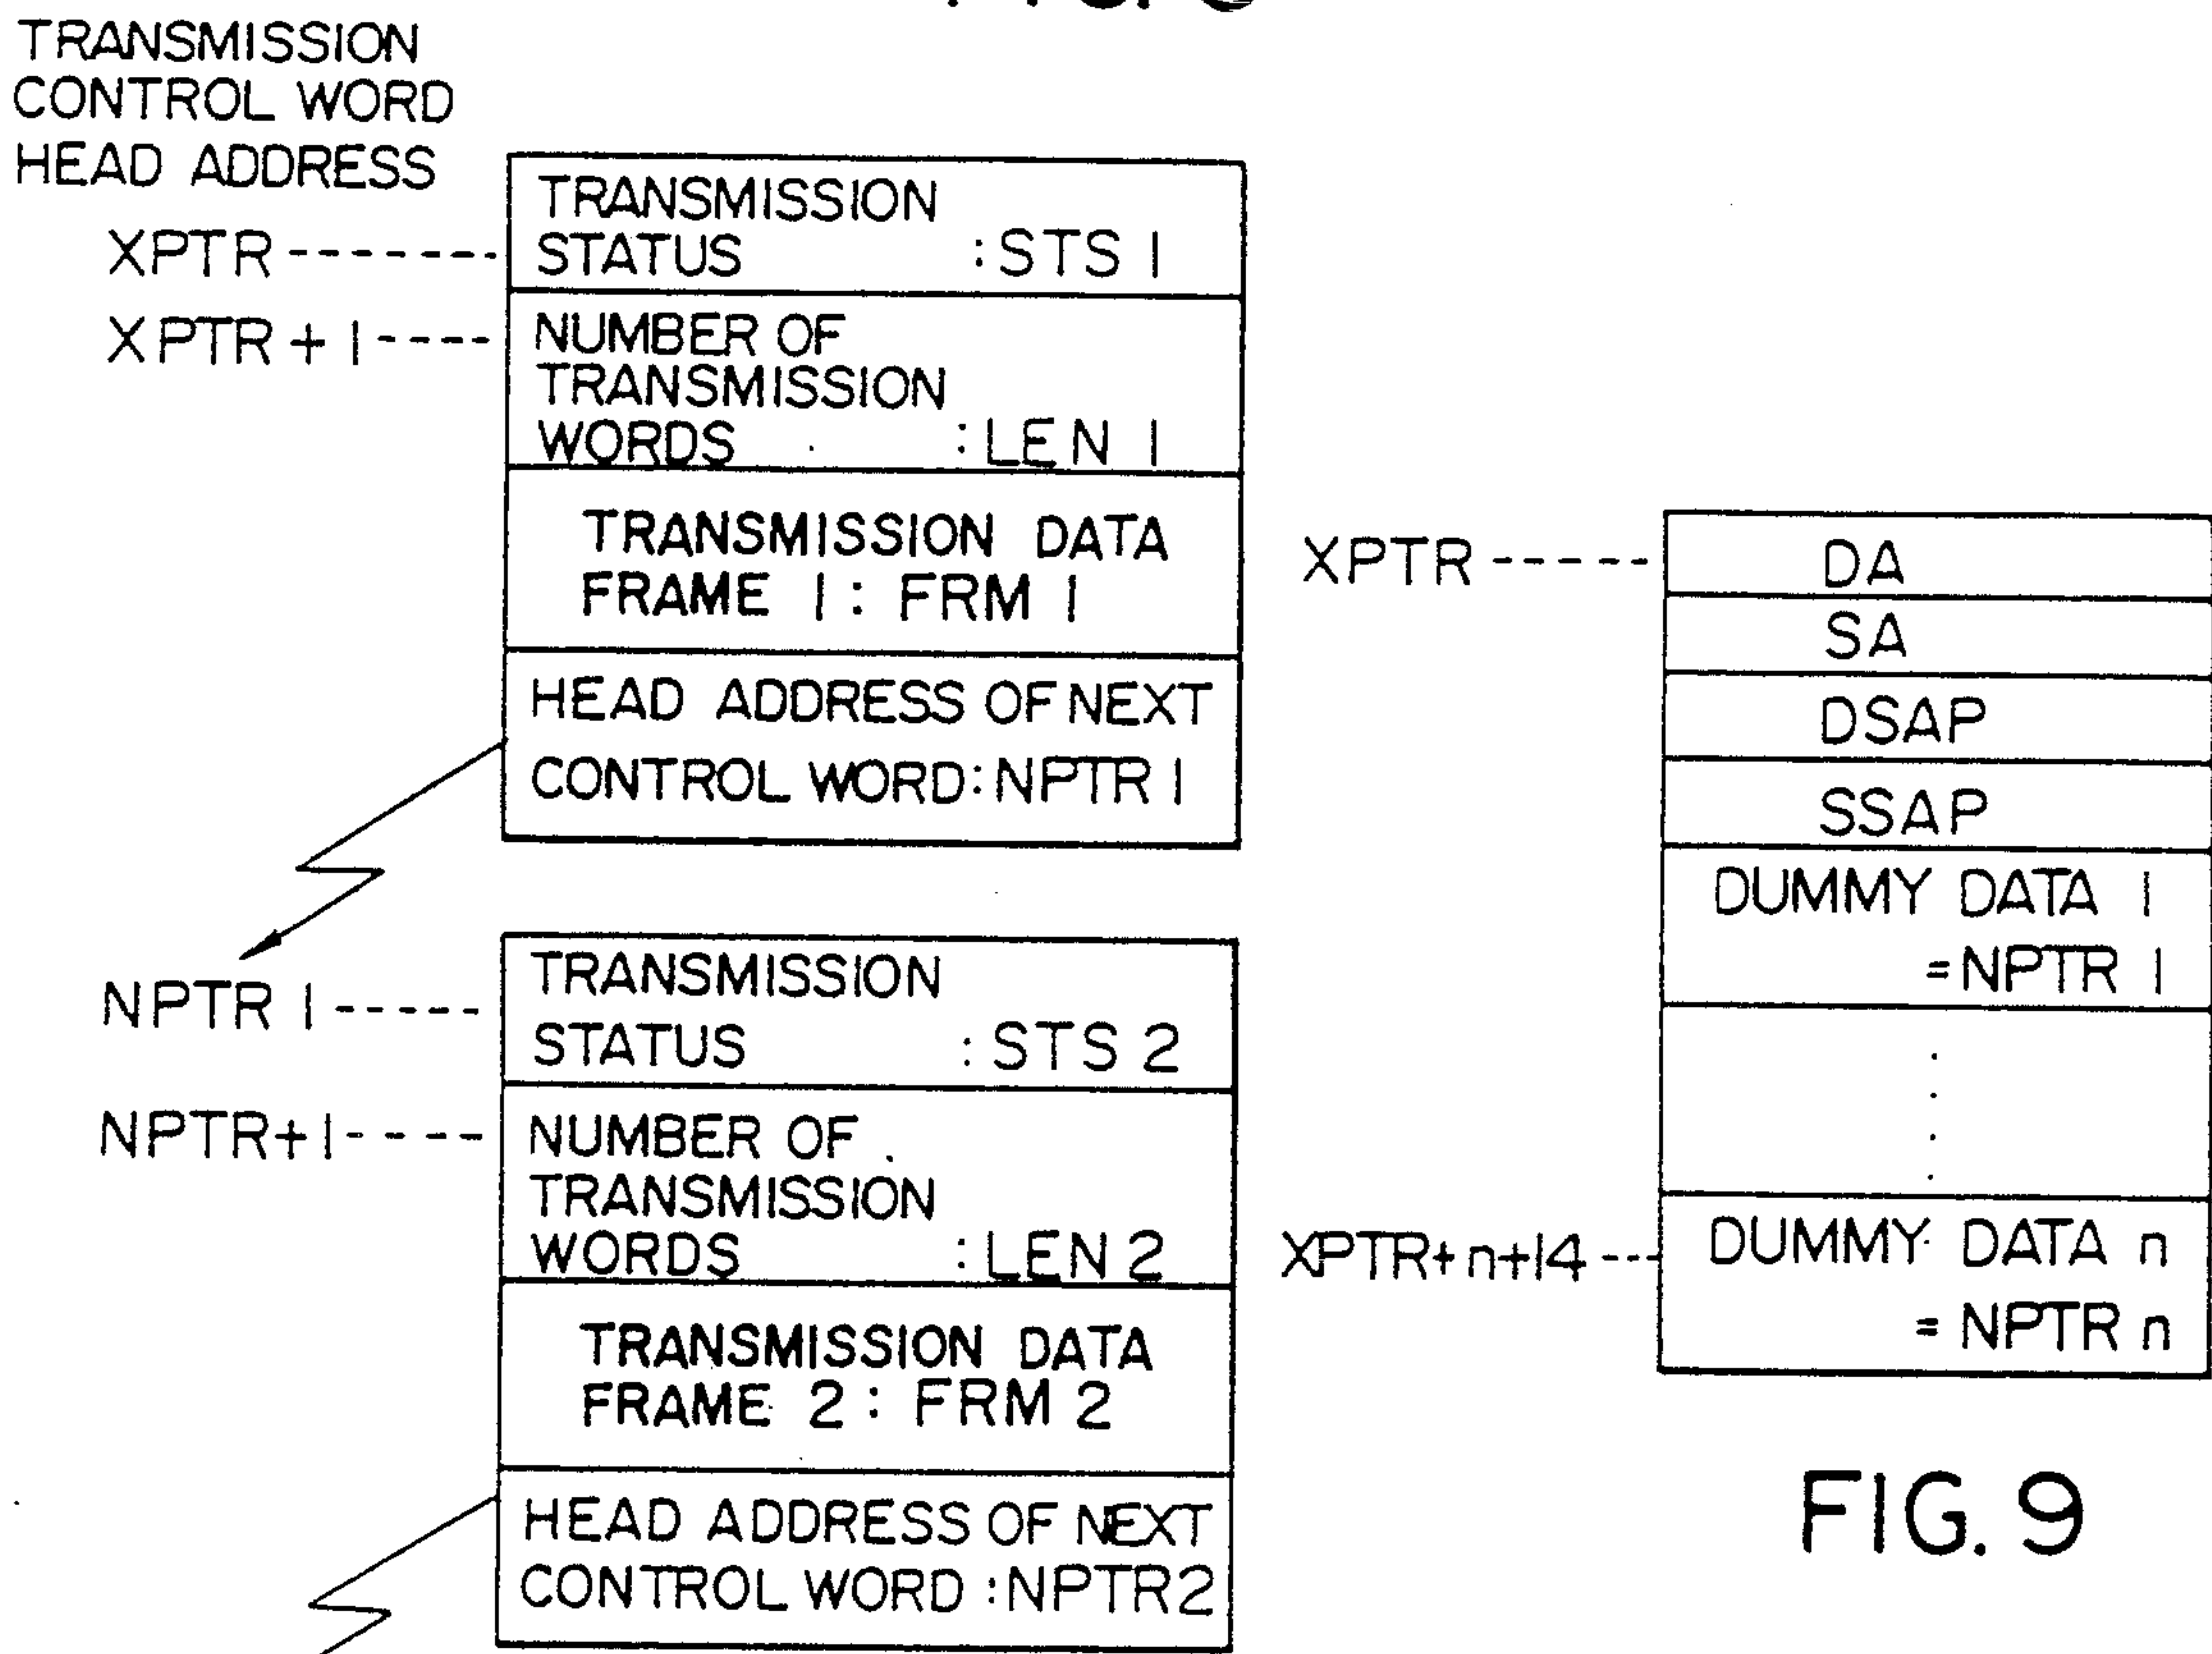 TRANSMISSION
CONTROL WORD
HEAD ADDRESS
XPTR
TRANSMISSION
STATUS :STS 1
XPTR + 1
NUMBER OF
TRANSMISSION
WORDS :LEN 1
TRANSMISSION DATA
FRAME 1: FRM 1
HEAD ADDRESS OF NEXT
CONTROL WORD:NPTR 1
NPTR 1
TRANSMISSION
STATUS :STS 2
NPTR+1
NUMBER OF
TRANSMISSION
WORDS :LEN 2
TRANSMISSION DATA
FRAME 2: FRM 2
HEAD ADDRESS OF NEXT
CONTROL WORD :NPTR2
XPTR
DA
SA
DSAP
SSAP
DUMMY DATA 1
=NPTR 1
XPTR+n+14
DUMMY DATA n
= NPTR n
FIG. 9